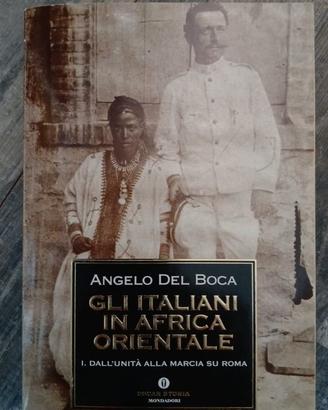 ANGELO DEL BOCA
GLI ITALIANI
IN AFRICA
ORIENTALE
I. DALL'UNITÀ ALLA MARCIA SU ROMA
OSCAR STORIA
MONDADORI